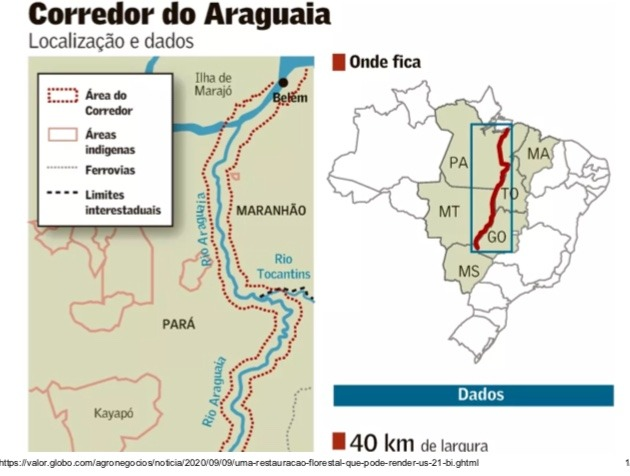 Corredor do Araguaia
Localização e dados
Área do
Corredor
Áreas
indígenas
Ferrovias
Limites
interestaduais
Ilha de
Marajó
Belém
Rio Araguaia
MARANHÃO
Rio
Tocantins
PARÁ
Rio Araguaia
Kayapó
Onde fica
PA
MA
TO
MT
GO
MS
Dados
40 km de largura
https://valor.globo.com/agronegocios/noticia/2020/09/09/uma-restauracao-florestal-que-pode-render-us-21-bi.ghtml
1